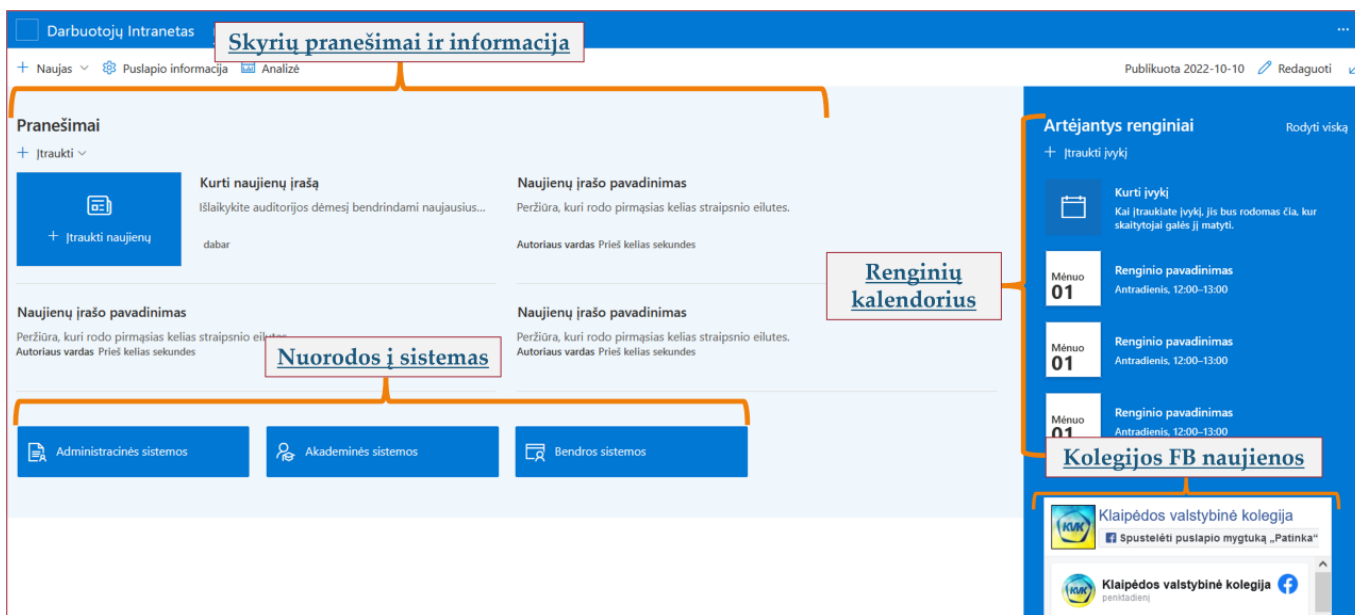 Darbuotojų Intranetas
Skyrių pranešimai ir informacija
Naujas
Puslapio informacija
Analizė
Publikuota 2022-10-10
Redaguoti
Pranešimai
Įtraukti
Įtraukti naujienų
Kurti naujienų įrašą
Išlaikykite auditorijos dėmesį bendrindami naujausius...
dabar
Naujienų įrašo pavadinimas
Peržiūra, kuri rodo pirmąsias kelias straipsnio eilutes.
Autoriaus vardas Prieš kelias sekundes
Naujienų įrašo pavadinimas
Peržiūra, kuri rodo pirmąsias kelias straipsnio
Autoriaus vardas Prieš kelias sekundes
Naujienų įrašo pavadinimas
Peržiūra, kuri rodo pirmąsias kelias straipsnio eilutes.
Autoriaus vardas Prieš kelias sekundes
Nuorodos į sistemas
Administracinės sistemos
Akademinės sistemos
Bendros sistemos
Renginių
kalendorius
Artėjantys renginiai
Rodyti viską
Įtraukti įvykį
Kurti įvykį
Kai įtraukiate įvykį, jis bus rodomas čia, kur
skaitytojai galės jį matyti.
Mėnuo
01
Renginio pavadinimas
Antradienis, 12:00–13:00
Mėnuo
01
Renginio pavadinimas
Antradienis, 12:00–13:00
Mėnuo
01
Renginio pavadinimas
Antradienis, 12:00–13:00
Kolegijos FB naujienos
KVK
Klaipėdos valstybinė kolegija
Spustelėti puslapio mygtuką „Patinka“
KVK
Klaipėdos valstybinė kolegija
penktadienį